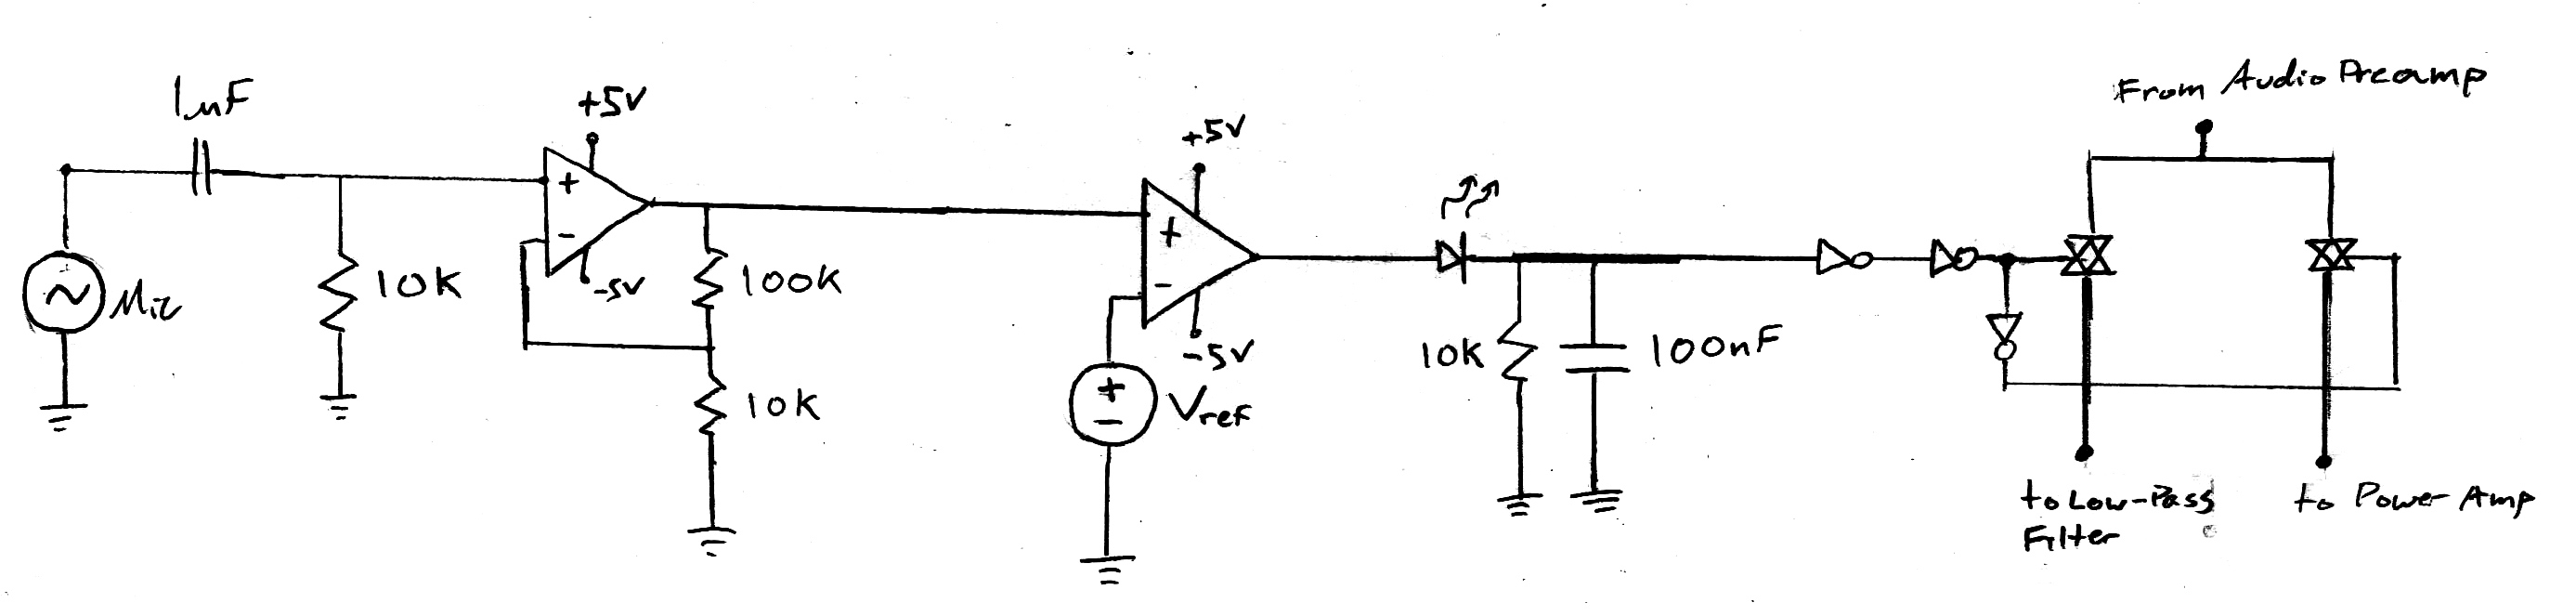 1uF
+5V
+5V
From Audio Preamp
+
-
-5V
Mic
10K
100K
10K
+
-
-5V
+
-
Vref
10K
100nF
to Low-Pass
Filter
to Power Amp